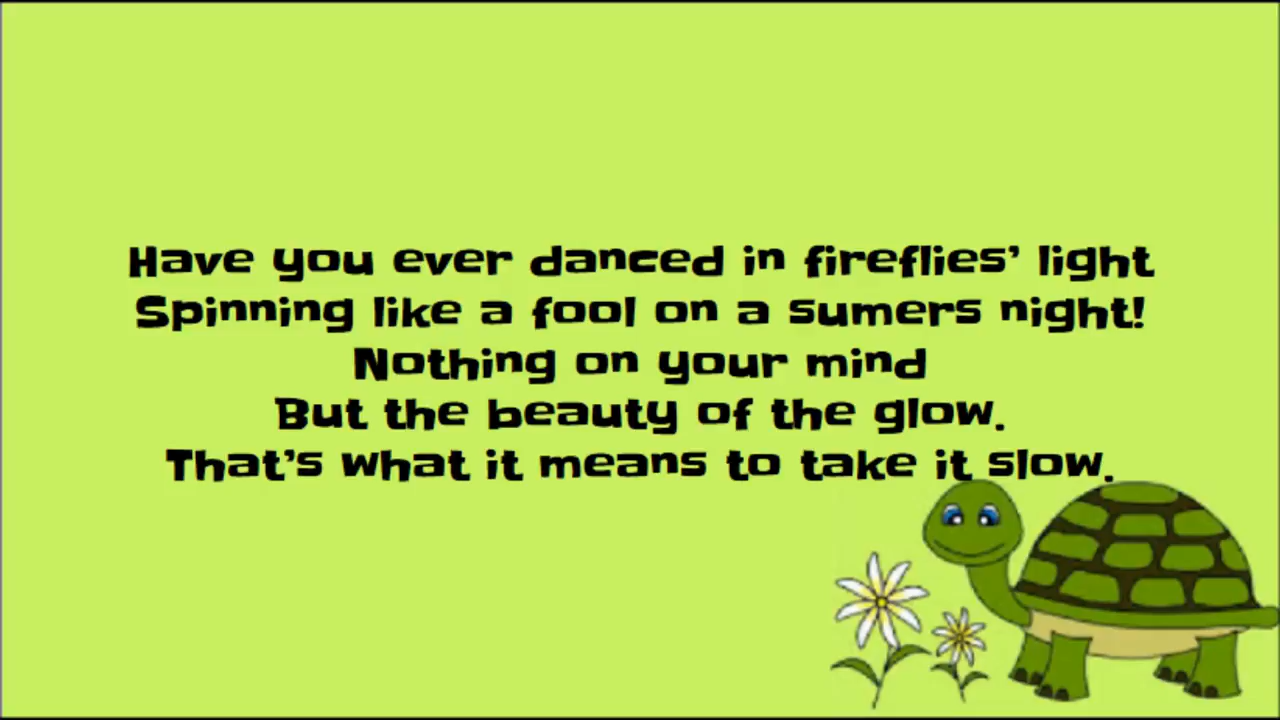 Have you ever danced in fireflies’ light
Spinning like a fool on a sumers night!
Nothing on your mind
But the beauty of the glow.
That’s what it means to take it slow.